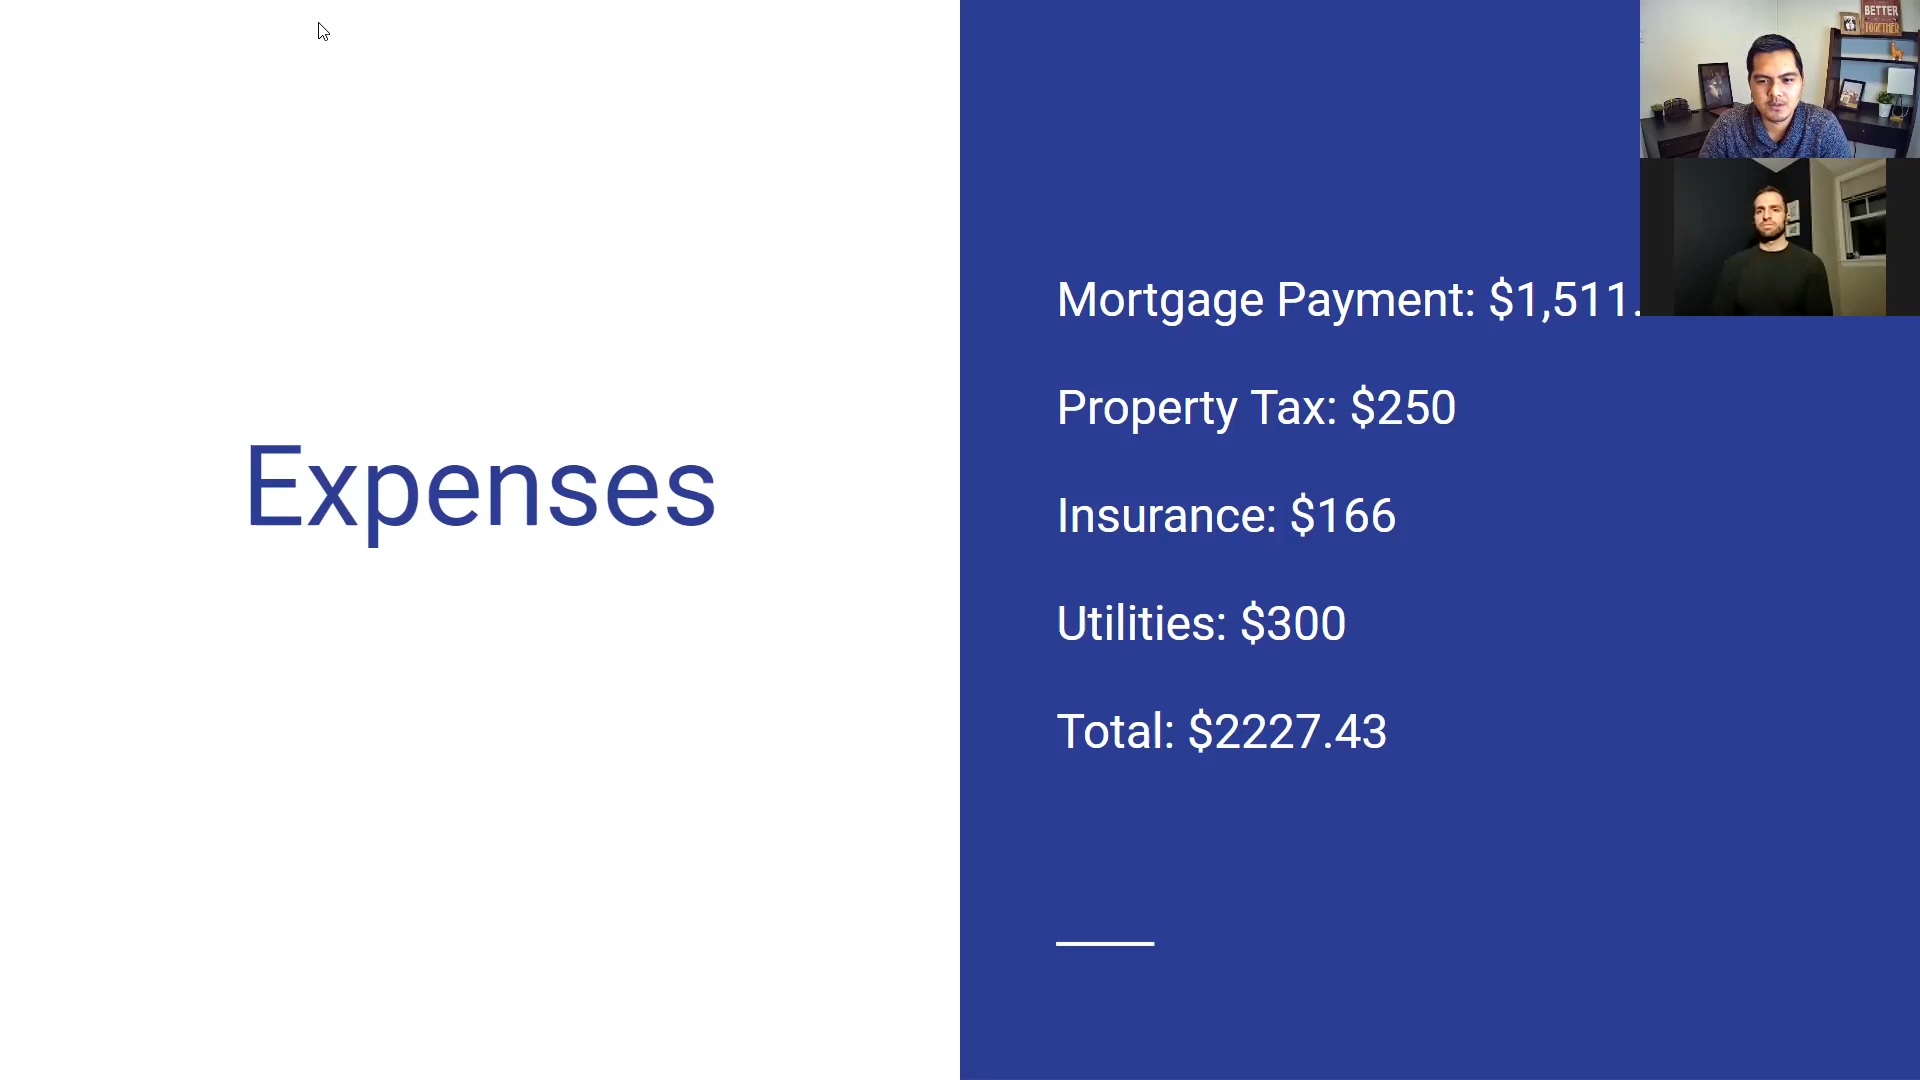 Expenses
Mortgage Payment: $1,511.
Property Tax: $250
Insurance: $166
Utilities: $300
Total: $2227.43
BETTER
TOGETHER